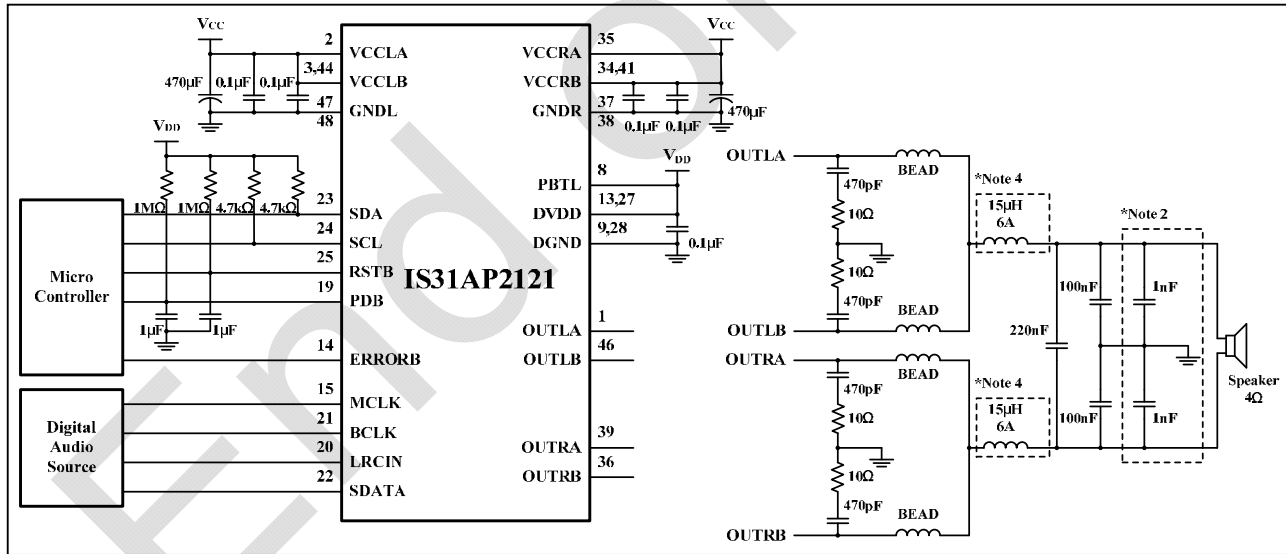 VCC
VCC
2
VCCLA
3,44
VCCLB
470µF
0.1µF
0.1µF
47
GNDL
48
35
VCCRA
34,41
VCCRB
37
GNDR
38
0.1µF
0.1µF
470µF
VDD
1MΩ
1MΩ
4.7kΩ
4.7kΩ
23
SDA
24
SCL
25
RSTB
19
PDB
1µF
1µF
14
ERRORB
15
MCLK
21
BCLK
20
LRCIN
22
SDATA
Micro
Controller
Digital
Audio
Source
IS31AP2121
VDD
8
PBTL
13,27
DVDD
9,28
DGND
0.1µF
1
OUTLA
46
OUTLB
39
OUTRA
36
OUTRB
OUTLA
BEAD
470pF
10Ω
10Ω
470pF
OUTLB
BEAD
OUTRA
BEAD
470pF
10Ω
10Ω
470pF
BEAD
OUTRB
*Note 4
15µH
6A
*Note 4
15µH
6A
*Note 2
220nF
100nF
1nF
100nF
1nF
Speaker
4Ω
End Of